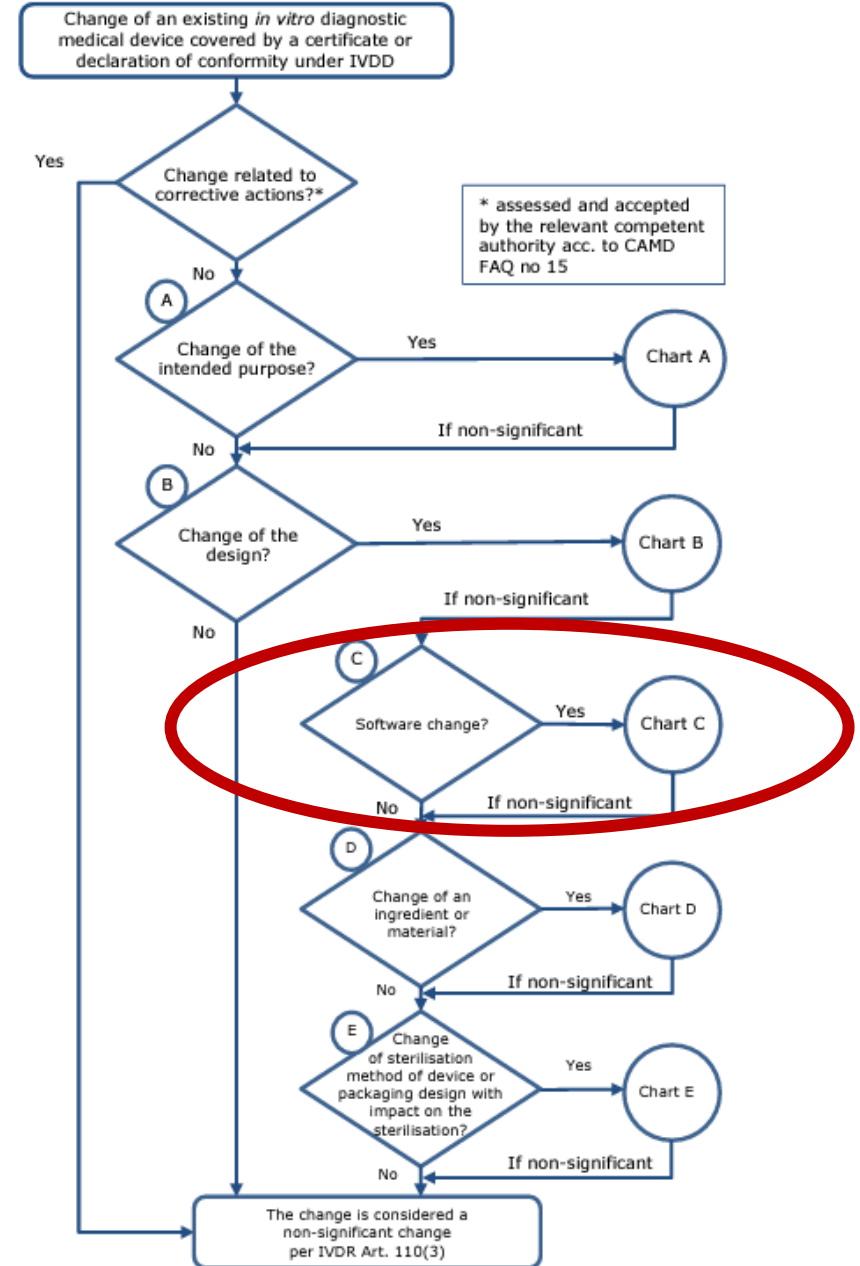 Change of an existing in vitro diagnostic
medical device covered by a certificate or
declaration of conformity under IVDD
Yes
Change related to
corrective actions?*
* assessed and accepted
by the relevant competent
authority acc. to CAMD
FAQ no 15
No
A
Change of the
intended purpose?
Yes
Chart A
If non-significant
No
B
Change of the
design?
Yes
Chart B
If non-significant
No
C
Software change?
Yes
Chart C
No
If non-significant
D
Change of an
ingredient or
material?
Yes
Chart D
If non-significant
No
E
Change
of sterilisation
method of device or
packaging design with
impact on the
sterilisation?
Yes
Chart E
If non-significant
No
The change is considered a
non-significant change
per IVDR Art. 110(3)